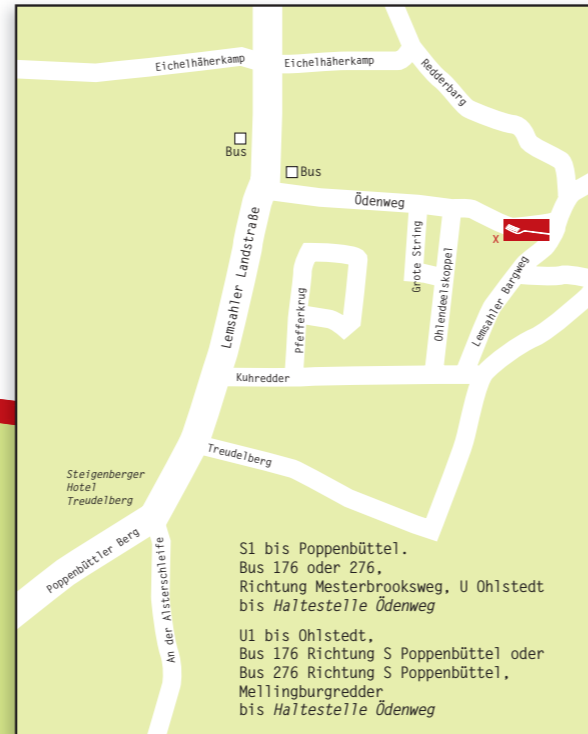 Eichelhäherkamp
Eichelhäherkamp
Redderbarg
Bus
Bus
Ödenweg
X
Lemsahler Landstraße
Grote String
Ohlendeelskoppel
Lemsahler Bargweg
Pfefferkrug
Kuhredder
Treudelberg
Steigenberger
Hotel
Treudelberg
Poppenbüttler Berg
An der Alsterschleife
S1 bis Poppenbüttel.
Bus 176 oder 276,
Richtung Mesterbrooksweg, U Ohlstedt
bis Haltestelle Ödenweg
U1 bis Ohlstedt,
Bus 176 Richtung S Poppenbüttel oder
Bus 276 Richtung S Poppenbüttel,
Mellingburgredder
bis Haltestelle Ödenweg